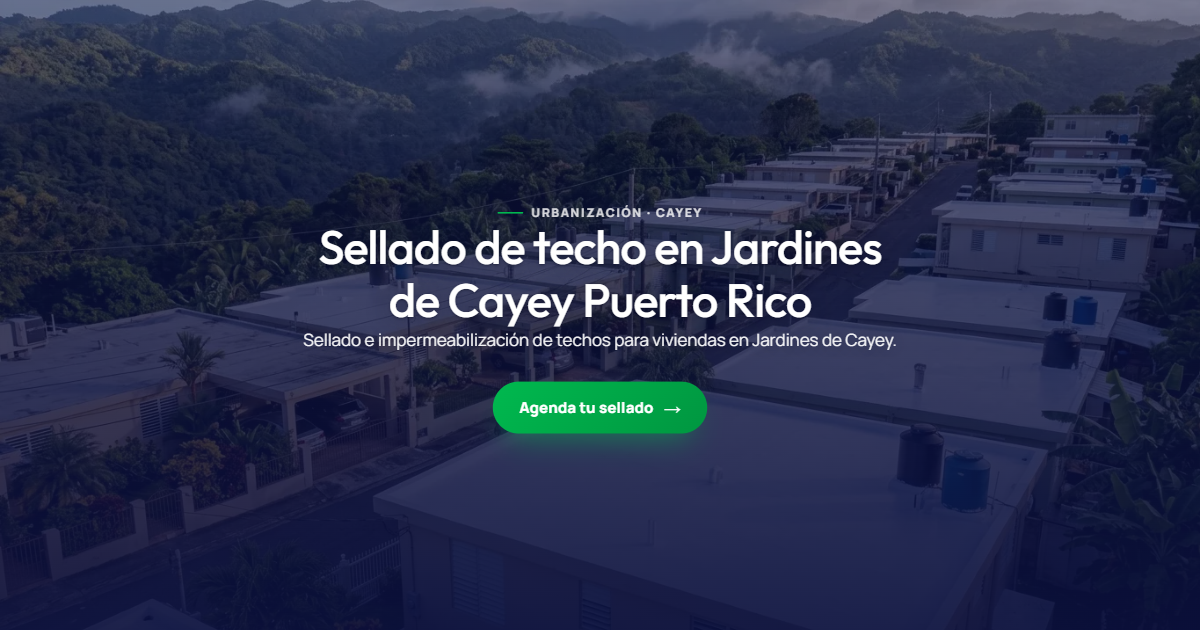 URBANIZACIÓN · CAYEY
Sellado de techo en Jardines
de Cayey Puerto Rico
Sellado e impermeabilización de techos para viviendas en Jardines de Cayey.
Agenda tu sellado →